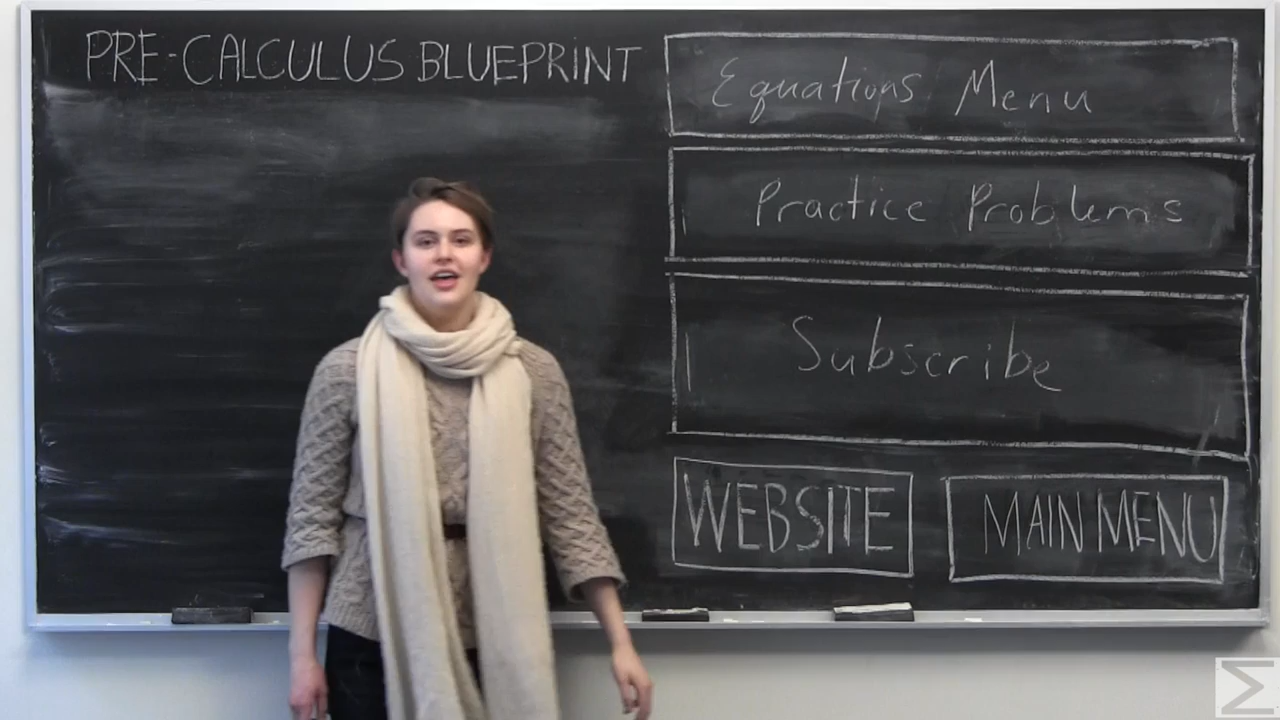 PRE-CALCULUS BLUEPRINT
Equations Menu
Practice Problems
Subscribe
WEBSITE
MAIN MENU
Σ